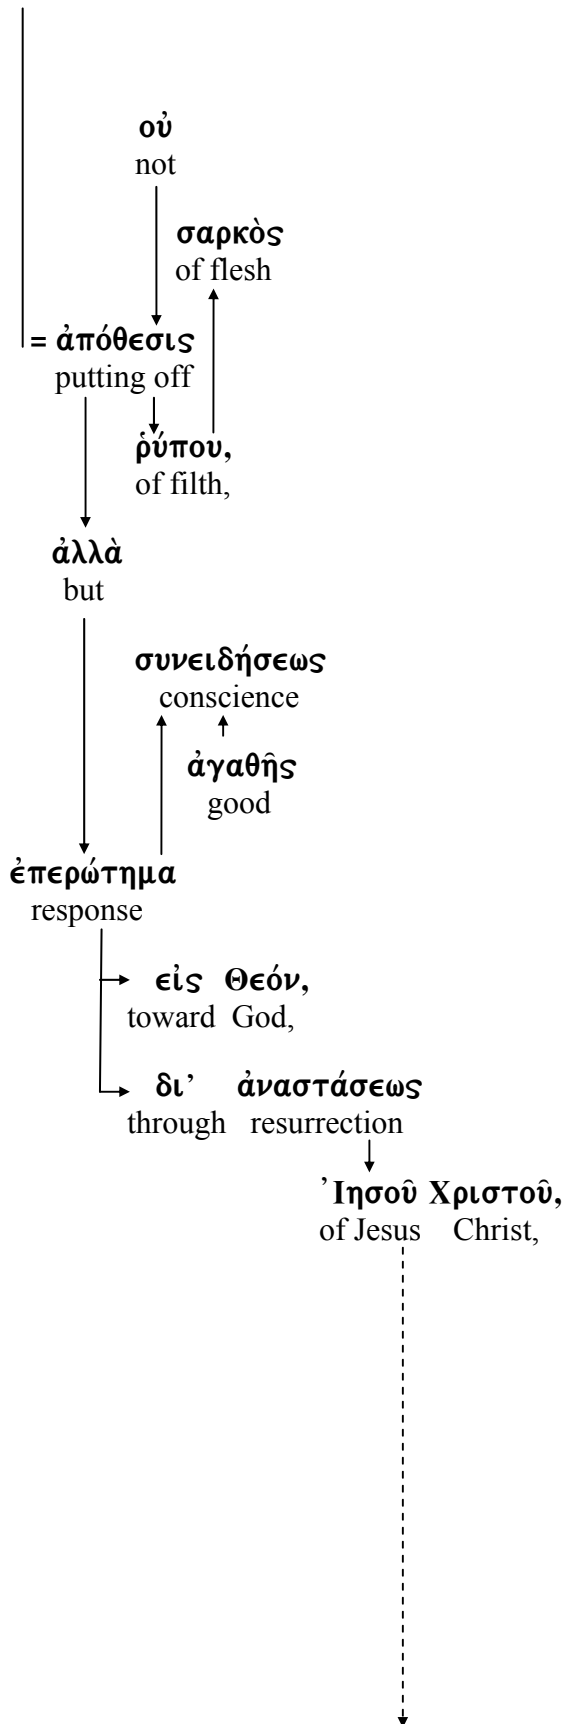 οὐ
not
σαρκὸς
of flesh
= ἀπόθεσις
putting off
ῥύπου,
of filth,
ἀλλὰ
but
συνειδήσεως
conscience
ἀγαθῆς
good
ἐπερώτημα
response
εἰς Θεόν,
toward God,
δι’ ἀναστάσεως
through resurrection
Ἰησοῦ Χριστοῦ,
of Jesus Christ,